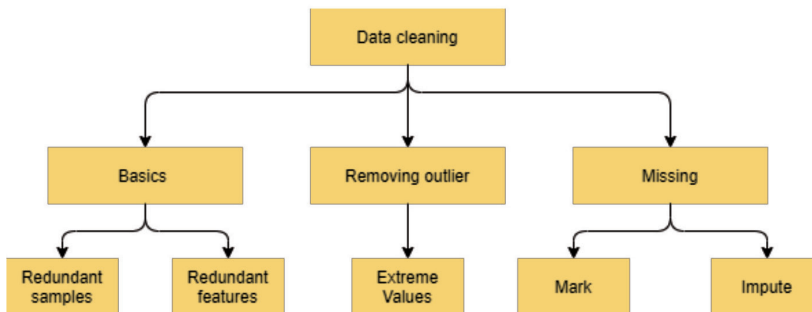 Data cleaning
Basics
Removing outlier
Missing
Redundant
samples
Redundant
features
Extreme
Values
Mark
Impute